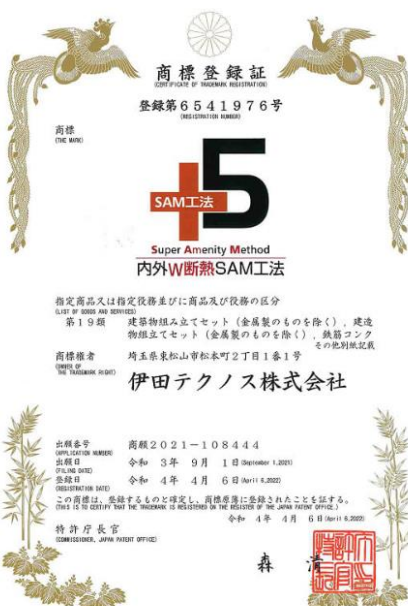 商標登録証
(CERTIFICATE OF TRADEMARK REGISTRATION)
登録第6541976号
(REGISTRATION NUMBER)
商標
(THE MARK)
+5
SAM工法
Super Amenity Method
内外W断熱SAM工法
指定商品又は指定役務並びに商品及び役務の区分
(LIST OF GOODS AND SERVICES)
第19類 建築物組み立てセット(金属製のものを除く),建造
物組立てセット(金属製のものを除く),鉄筋コンク
その他別紙記載
商標権者 埼玉県東松山市松本町2丁目1番1号
(OWNER OF THE TRADEMARK RIGHT)
伊田テクノス株式会社
出願番号 商願2021-108444
(APPLICATION NUMBER)
出願日 令和 3年 9月 1日(September 1,2021)
(FILING DATE)
登録日 令和 4年 4月 6日(April 6,2022)
(REGISTRATION DATE)
この商標は、登録するものと確定し、商標原簿に登録されたことを証する。
(THIS IS TO CERTIFY THAT THE TRADEMARK IS REGISTERED ON THE REGISTER OF THE JAPAN PATENT OFFICE.)
令和 4年 4月 6日(April 6,2022)
特許庁長官
(COMMISSIONER, JAPAN PATENT OFFICE)
森 清